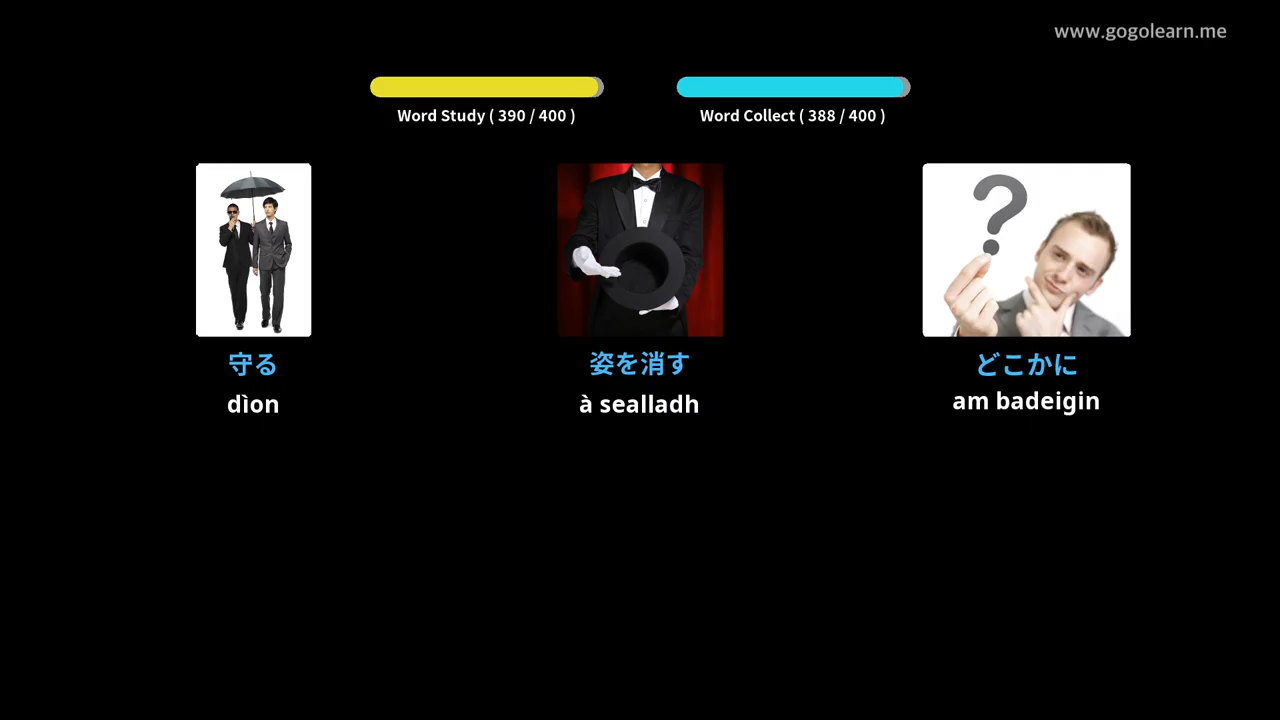 www.gogolearn.me
Word Study ( 390 / 400 )
Word Collect ( 388 / 400 )
守る
姿を消す
どこかに
dìon
à sealladh
am badeigin